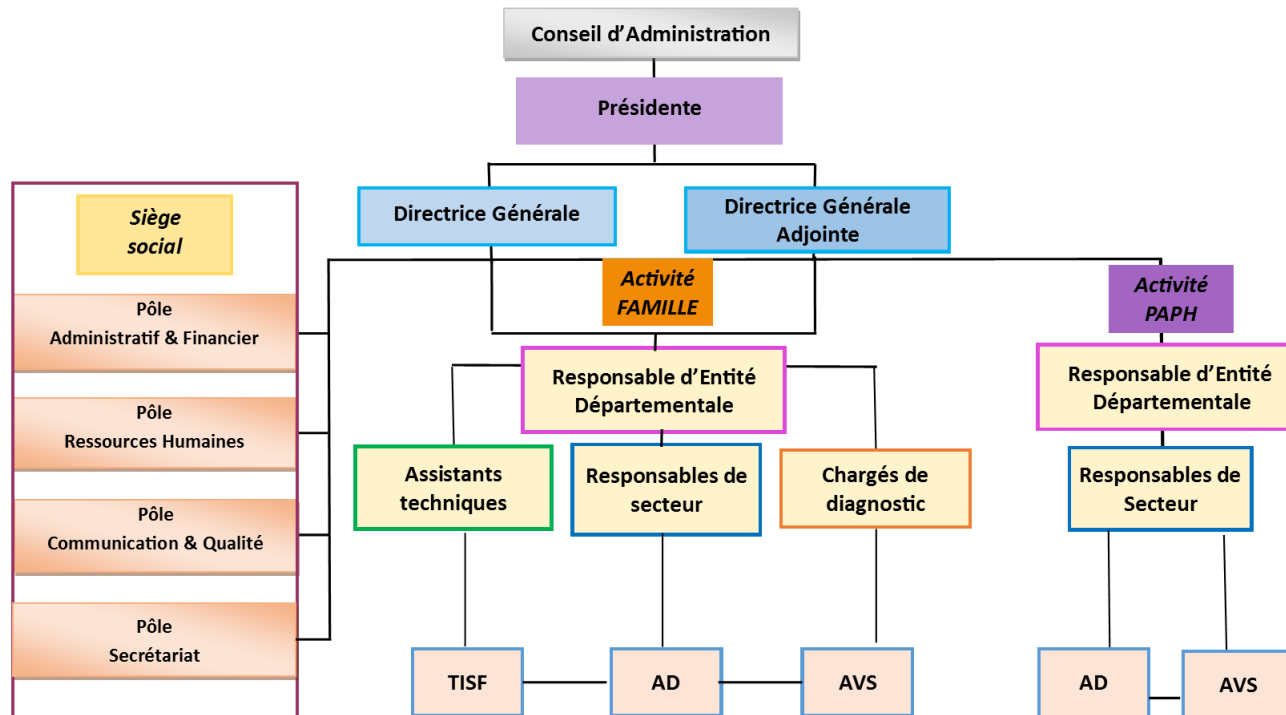 Conseil d’Administration
Présidente
Directrice Générale
Directrice Générale
Adjointe
Siège
social
Pôle
Administratif & Financier
Pôle
Ressources Humaines
Pôle
Communication & Qualité
Pôle
Secrétariat
Activité
FAMILLE
Responsable d’Entité
Départementale
Assistants
techniques
Responsables de
secteur
Chargés de
diagnostic
TISF
AD
AVS
Activité
PAPH
Responsable d’Entité
Départementale
Responsables de
Secteur
AD
AVS